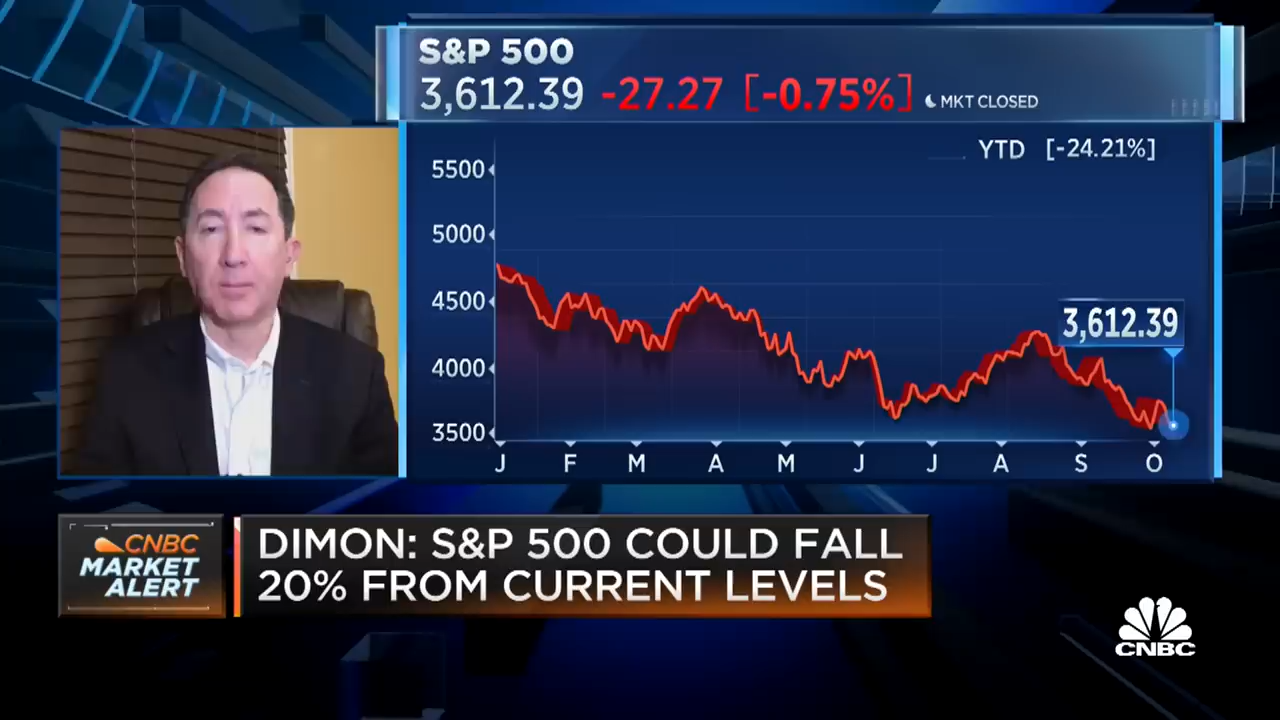 S&P 500
3,612.39 -27.27 [-0.75%] MKT CLOSED
YTD [-24.21%]
5500
5000
4500
4000
3500
3,612.39
J F M A M J J A S O
CNBC
MARKET
ALERT
DIMON: S&P 500 COULD FALL
20% FROM CURRENT LEVELS
CNBC